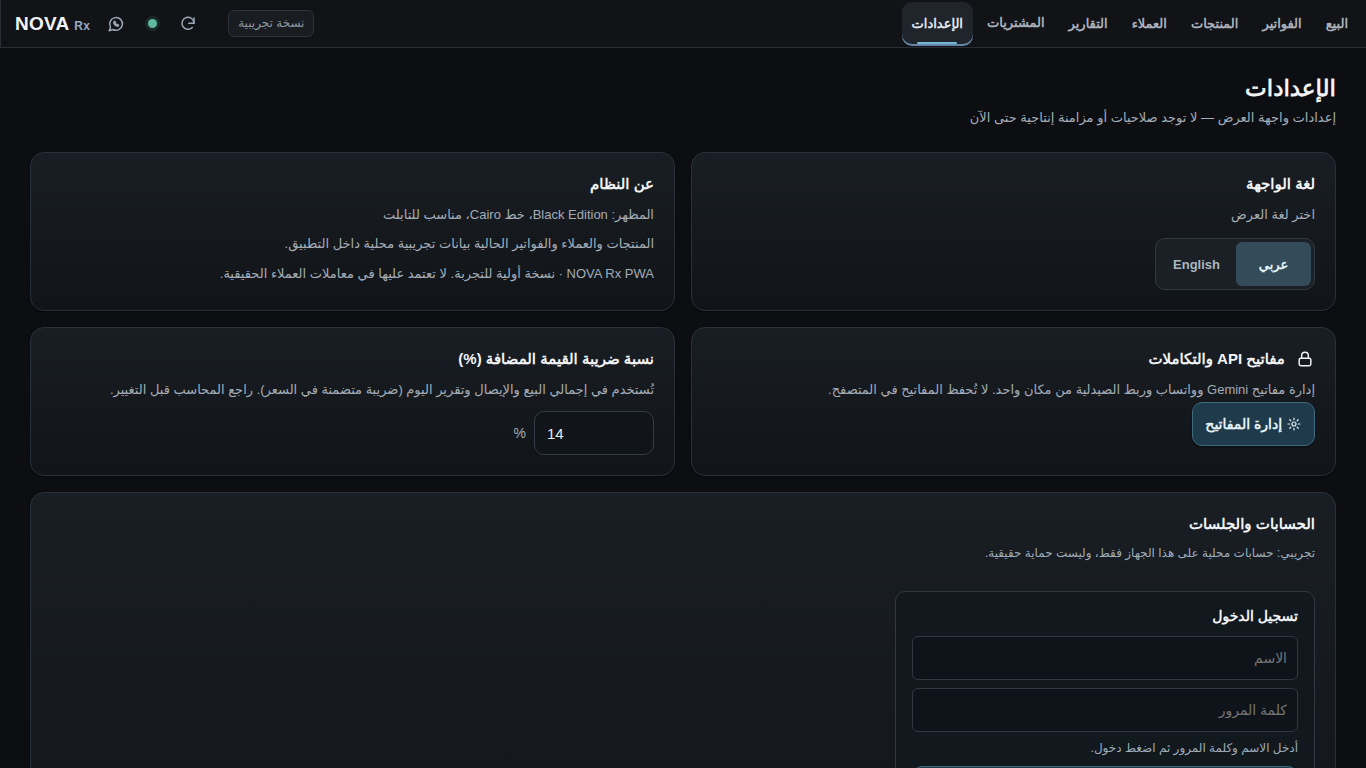 البيع
الفواتير
المنتجات
العملاء
التقارير
المشتريات
الإعدادات
نسخة تجريبية
NOVA Rx
الإعدادات
إعدادات واجهة العرض — لا توجد صلاحيات أو مزامنة إنتاجية حتى الآن
لغة الواجهة
اختر لغة العرض
عربي
English
عن النظام
المظهر: Black Edition، خط Cairo، مناسب للتابلت
المنتجات والعملاء والفواتير الحالية بيانات تجريبية محلية داخل التطبيق.
NOVA Rx PWA · نسخة أولية للتجربة. لا تعتمد عليها في معاملات العملاء الحقيقية.
مفاتيح API والتكاملات
إدارة مفاتيح Gemini وواتساب وربط الصيدلية من مكان واحد. لا تُحفظ المفاتيح في المتصفح.
إدارة المفاتيح
نسبة ضريبة القيمة المضافة (%)
تُستخدم في إجمالي البيع والإيصال وتقرير اليوم (ضريبة متضمنة في السعر). راجع المحاسب قبل التغيير.
14 %
الحسابات والجلسات
تجريبي: حسابات محلية على هذا الجهاز فقط، وليست حماية حقيقية.
تسجيل الدخول
الاسم
كلمة المرور
أدخل الاسم وكلمة المرور ثم اضغط دخول.